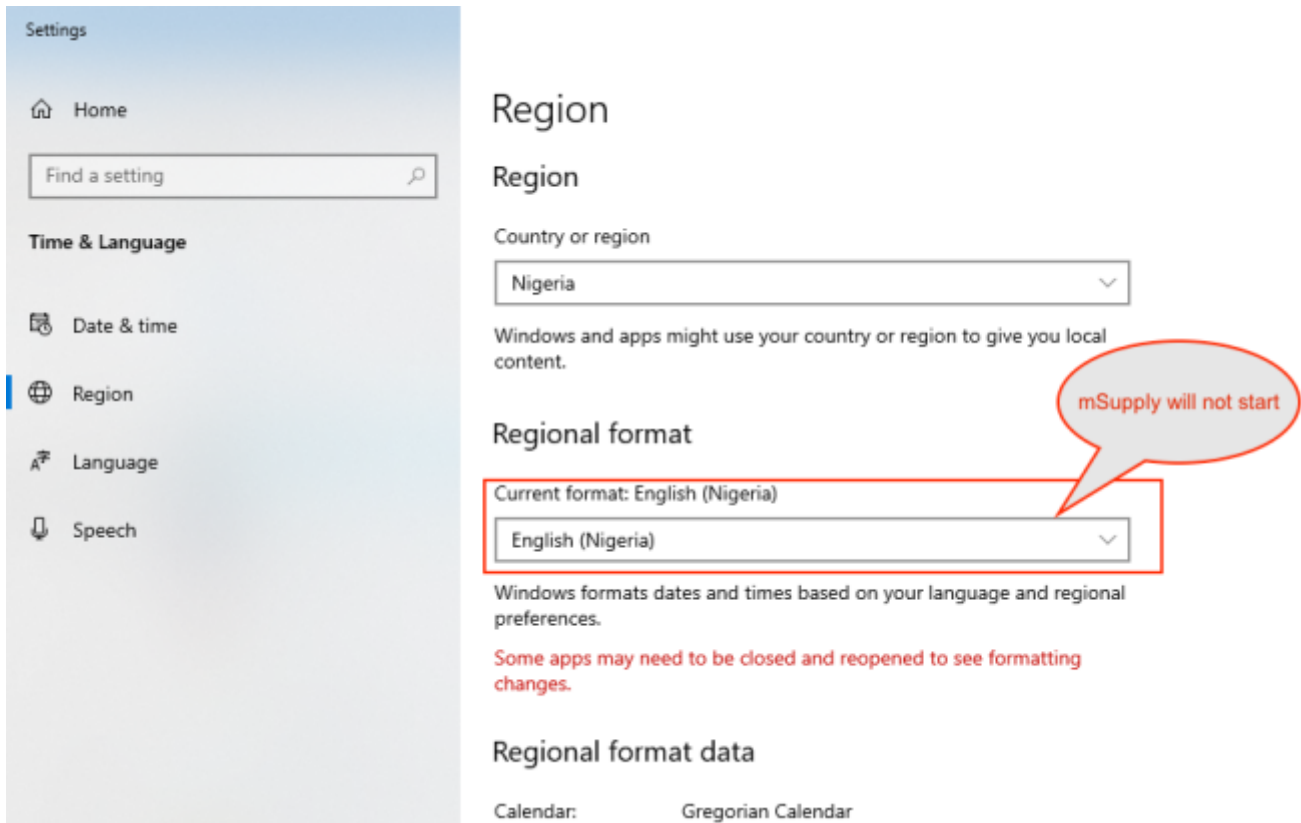 Settings
Home
Find a setting
Time & Language
Date & time
Region
Language
Speech
Region
Region
Country or region
Nigeria
Windows and apps might use your country or region to give you local
content.
mSupply will not start
Regional format
Current format: English (Nigeria)
English (Nigeria)
Windows formats dates and times based on your language and regional
preferences.
Some apps may need to be closed and reopened to see formatting
changes.
Regional format data
Calendar: Gregorian Calendar